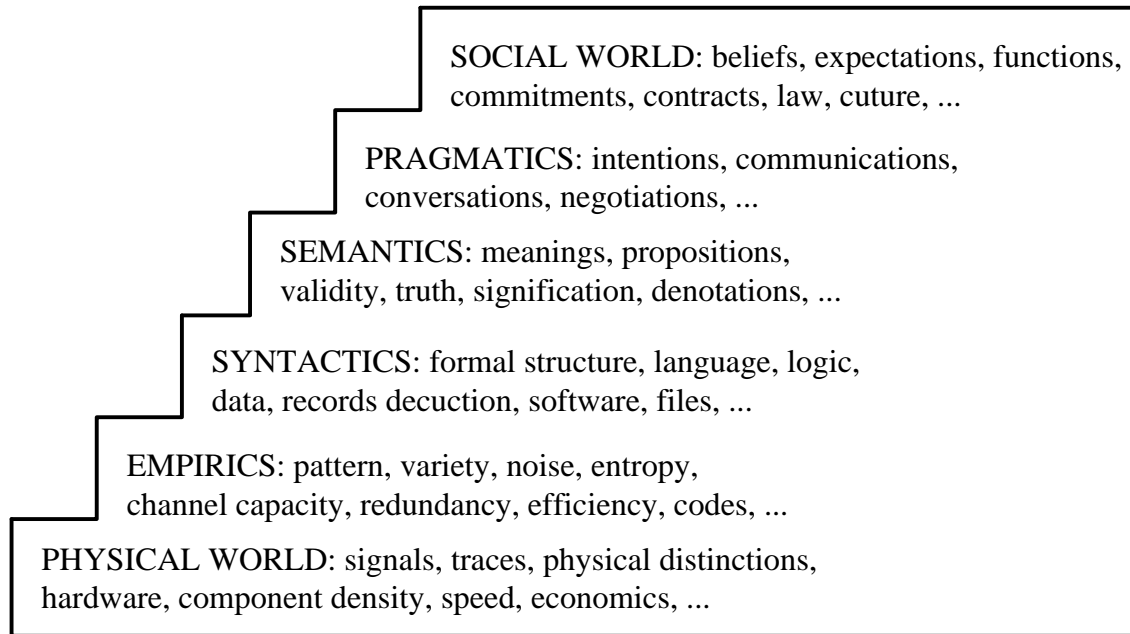 SOCIAL WORLD: beliefs, expectations, functions,
commitments, contracts, law, cuture, ...
PRAGMATICS: intentions, communications,
conversations, negotiations, ...
SEMANTICS: meanings, propositions,
validity, truth, signification, denotations, ...
SYNTACTICS: formal structure, language, logic,
data, records decuction, software, files, ...
EMPIRICS: pattern, variety, noise, entropy,
channel capacity, redundancy, efficiency, codes, ...
PHYSICAL WORLD: signals, traces, physical distinctions,
hardware, component density, speed, economics, ...